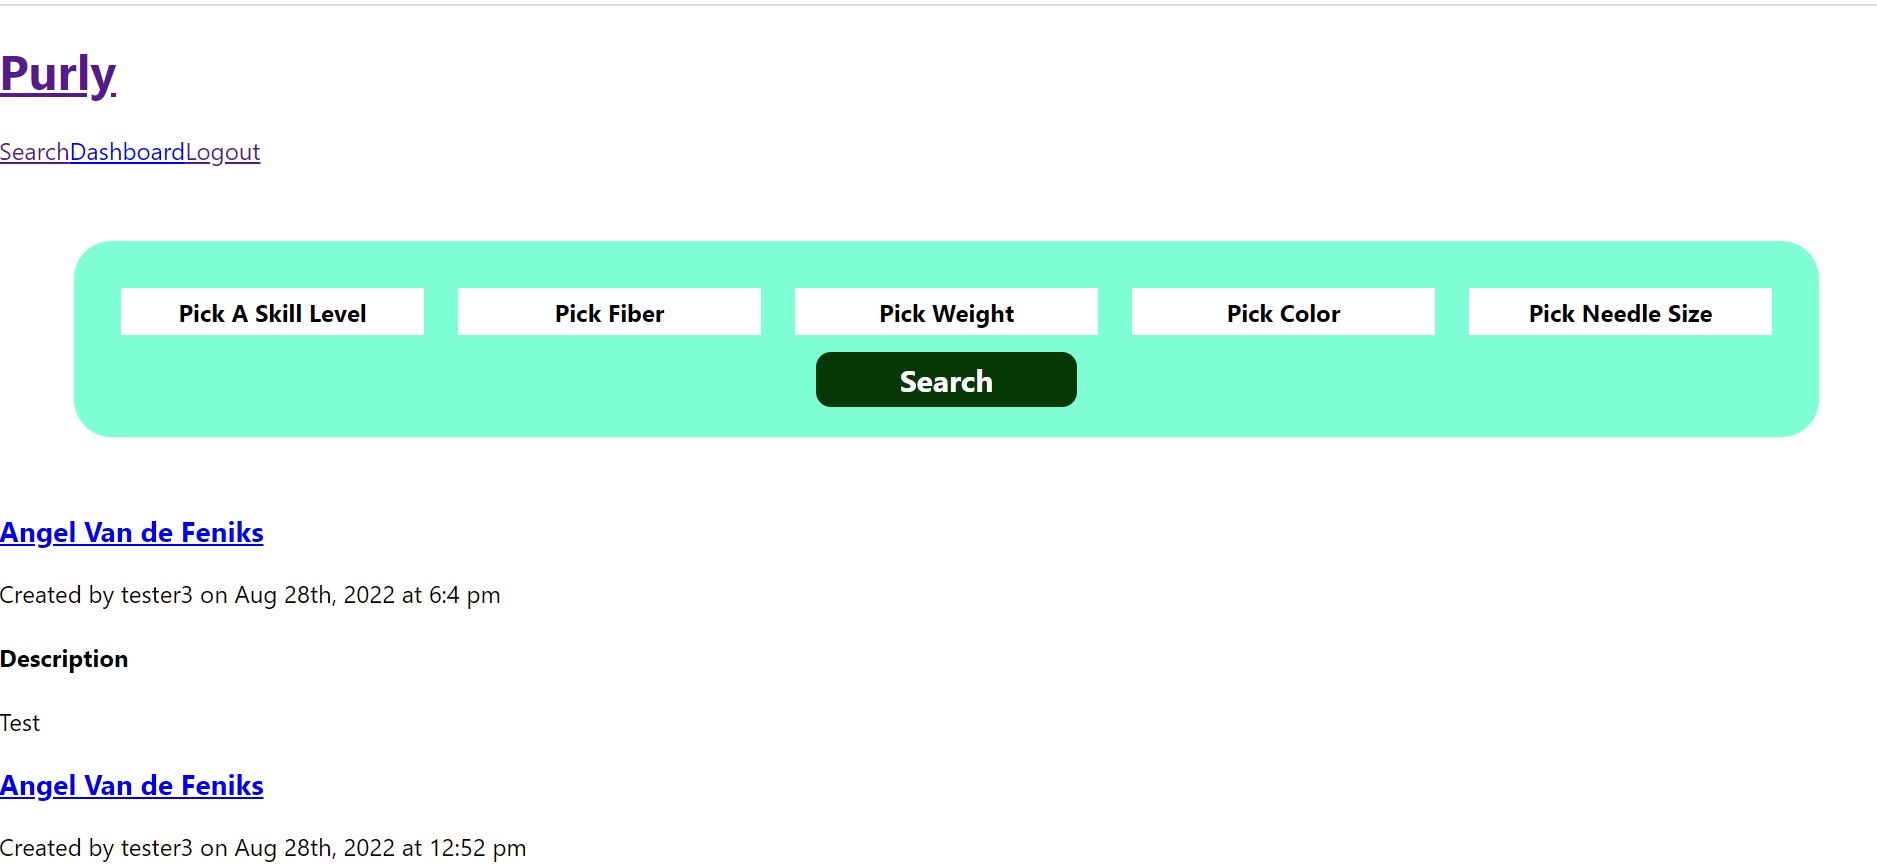 Purly
SearchDashboardLogout
Pick A Skill Level Pick Fiber Pick Weight Pick Color Pick Needle Size
Search
Angel Van de Feniks
Created by tester3 on Aug 28th, 2022 at 6:4 pm
Description
Test
Angel Van de Feniks
Created by tester3 on Aug 28th, 2022 at 12:52 pm